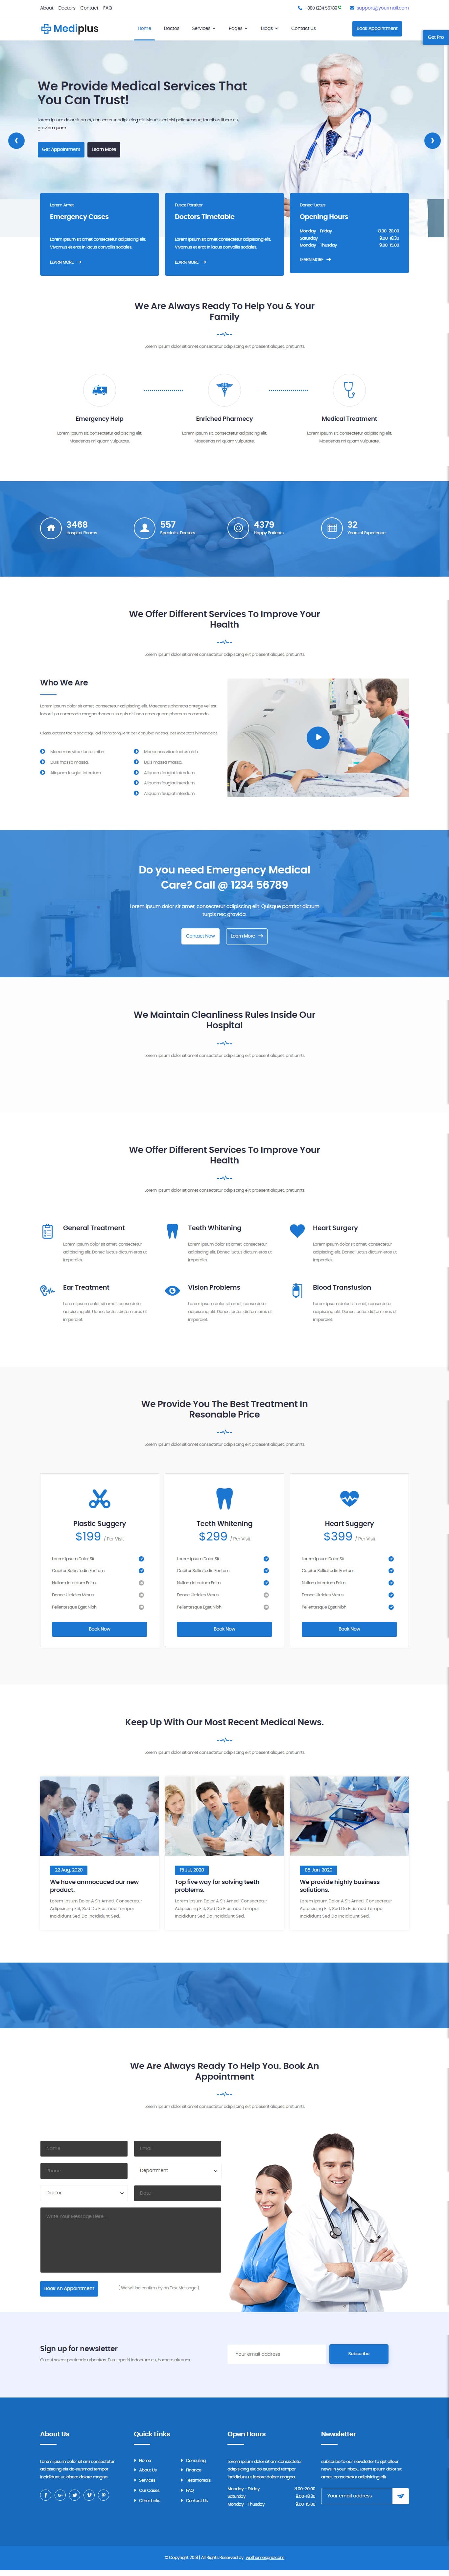 About Doctors Contact FAQ
+880 1234 56789
support@yourmail.com
Mediplus
Home Doctos Services Pages Blogs Contact Us
Book Appointment
Get Pro
We Provide Medical Services That
You Can Trust!
Lorem ipsum dolor sit amet, consectetur adipiscing elit. Mauris sed nisl pellentesque, faucibus libero eu,
gravida quam.
Get Appointment
Learn More
Lorem Amet
Emergency Cases
Lorem ipsum sit amet consectetur adipiscing elit.
Vivamus et erat in lacus convallis sodales.
LEARN MORE
Fusce Porttitor
Doctors Timetable
Lorem ipsum sit amet consectetur adipiscing elit.
Vivamus et erat in lacus convallis sodales.
LEARN MORE
Donec luctus
Opening Hours
Monday - Friday 8.00-20.00
Saturday 9.00-18.30
Monday - Thusday 9.00-15.00
LEARN MORE
We Are Always Ready To Help You & Your
Family
Lorem ipsum dolor sit amet consectetur adipiscing elit praesent aliquet. pretiumts
Emergency Help
Lorem ipsum sit, consectetur adipiscing elit.
Maecenas mi quam vulputate.
Enriched Pharmecy
Lorem ipsum sit, consectetur adipiscing elit.
Maecenas mi quam vulputate.
Medical Treatment
Lorem ipsum sit, consectetur adipiscing elit.
Maecenas mi quam vulputate.
3468
Hospital Rooms
557
Specialist Doctors
4379
Happy Patients
32
Years of Experience
We Offer Different Services To Improve Your
Health
Lorem ipsum dolor sit amet consectetur adipiscing elit praesent aliquet. pretiumts
Who We Are
Lorem ipsum dolor sit amet, consectetur adipiscing elit. Maecenas pharetra antege vel est
lobortis, a commodo magna rhoncus. In quis nisi non emet quam pharetra commodo.
Class aptent taciti sociosqu ad litora torquent per conubia nostra, per inceptos himenaeos.
Maecenas vitae luctus nibh.
Duis massa massa.
Aliquam feugiat interdum.
Maecenas vitae luctus nibh.
Duis massa massa.
Aliquam feugiat interdum.
Aliquam feugiat interdum.
Aliquam feugiat interdum.
Do you need Emergency Medical
Care? Call @ 1234 56789
Lorem ipsum dolor sit amet, consectetur adipiscing elit. Quisque porttitor dictum
turpis nec gravida.
Contact Now
Learn More
We Maintain Cleanliness Rules Inside Our
Hospital
Lorem ipsum dolor sit amet consectetur adipiscing elit praesent aliquet. pretiumts
We Offer Different Services To Improve Your
Health
Lorem ipsum dolor sit amet consectetur adipiscing elit praesent aliquet. pretiumts
General Treatment
Lorem ipsum dolor sit amet, consectetur
adipiscing elit. Donec luctus dictum eros ut
imperdiet.
Teeth Whitening
Lorem ipsum dolor sit amet, consectetur
adipiscing elit. Donec luctus dictum eros ut
imperdiet.
Heart Surgery
Lorem ipsum dolor sit amet, consectetur
adipiscing elit. Donec luctus dictum eros ut
imperdiet.
Ear Treatment
Lorem ipsum dolor sit amet, consectetur
adipiscing elit. Donec luctus dictum eros ut
imperdiet.
Vision Problems
Lorem ipsum dolor sit amet, consectetur
adipiscing elit. Donec luctus dictum eros ut
imperdiet.
Blood Transfusion
Lorem ipsum dolor sit amet, consectetur
adipiscing elit. Donec luctus dictum eros ut
imperdiet.
We Provide You The Best Treatment In
Resonable Price
Lorem ipsum dolor sit amet consectetur adipiscing elit praesent aliquet. pretiumts
Plastic Suggery
$199 / Per Visit
Lorem Ipsum Dolor Sit
Cubitur Sollicitudin Fentum
Nullam Interdum Enim
Donec Ultricies Metus
Pellentesque Eget Nibh
Book Now
Teeth Whitening
$299 / Per Visit
Lorem Ipsum Dolor Sit
Cubitur Sollicitudin Fentum
Nullam Interdum Enim
Donec Ultricies Metus
Pellentesque Eget Nibh
Book Now
Heart Suggery
$399 / Per Visit
Lorem Ipsum Dolor Sit
Cubitur Sollicitudin Fentum
Nullam Interdum Enim
Donec Ultricies Metus
Pellentesque Eget Nibh
Book Now
Keep Up With Our Most Recent Medical News.
Lorem ipsum dolor sit amet consectetur adipiscing elit praesent aliquet. pretiumts
22 Aug, 2020
We have annnocuced our new
product.
Lorem Ipsum Dolor A Sit Ameti, Consectetur
Adipisicing Elit, Sed Do Eiusmod Tempor
Incididunt Sed Do Incididunt Sed.
15 Jul, 2020
Top five way for solving teeth
problems.
Lorem Ipsum Dolor A Sit Ameti, Consectetur
Adipisicing Elit, Sed Do Eiusmod Tempor
Incididunt Sed Do Incididunt Sed.
05 Jan, 2020
We provide highly business
soliutions.
Lorem Ipsum Dolor A Sit Ameti, Consectetur
Adipisicing Elit, Sed Do Eiusmod Tempor
Incididunt Sed Do Incididunt Sed.
We Are Always Ready To Help You. Book An
Appointment
Lorem ipsum dolor sit amet consectetur adipiscing elit praesent aliquet. pretiumts
Name
Email
Phone
Department
Doctor
Date
Write Your Message Here.....
Book An Appointment
( We will be confirm by an Text Message )
Sign up for newsletter
Cu qui soleat partiendo urbanitas. Eum aperiri indoctum eu, homero alterum.
Your email address
Subscribe
About Us
Lorem ipsum dolor sit am consectetur
adipisicing elit do eiusmod tempor
incididunt ut labore dolore magna.
Quick Links
Home
About Us
Services
Our Cases
Other Links
Consuling
Finance
Testimonials
FAQ
Contact Us
Open Hours
Lorem ipsum dolor sit am consectetur
adipisicing elit do eiusmod tempor
incididunt ut labore dolore magna.
Monday - Friday 8.00-20.00
Saturday 9.00-18.30
Monday - Thusday 9.00-15.00
Newsletter
subscribe to our newsletter to get allour
news in your inbox.. Lorem ipsum dolor sit
amet, consectetur adipisicing elit
Your email address
© Copyright 2018 | All Rights Reserved by wpthemesgrid.com